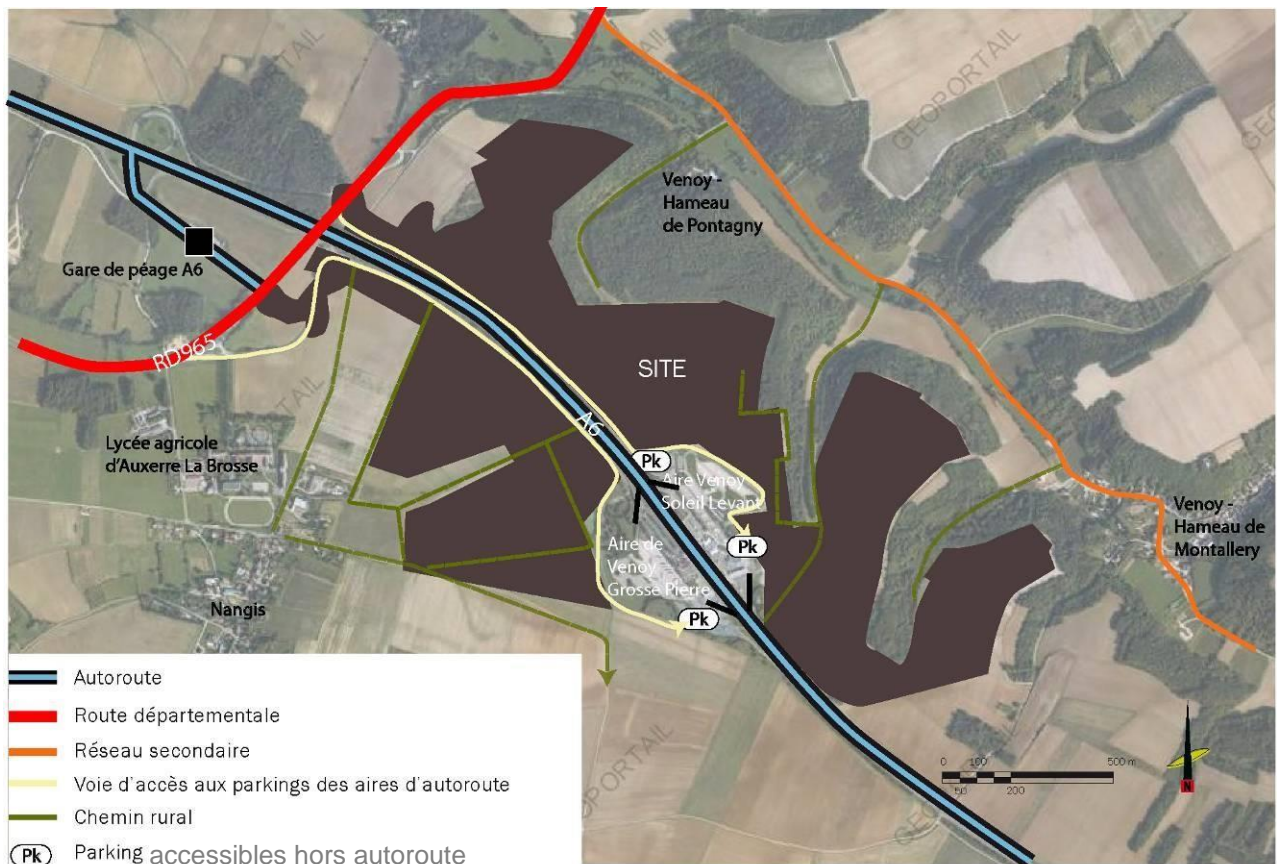 GEOPORTAIL
GEOPORTAIL
GEOPORTAIL
Venoy -
Hameau
de Pontagny
Gare de péage A6
RD965
GEOPORTAIL
SITE
A6
Lycée agricole
d'Auxerre La Brosse
Pk
Aire Venoy
Soleil Levant
Venoy -
Hameau de
Montallery
Aire de
Venoy
Grosse Pierre
Pk
Pk
Nangis
GEOPORTAIL
Autoroute
Route départementale
Réseau secondaire
Voie d'accès aux parkings des aires d'autoroute
Chemin rural
Pk Parking accessibles hors autoroute
0 100 500 m
50 200
N